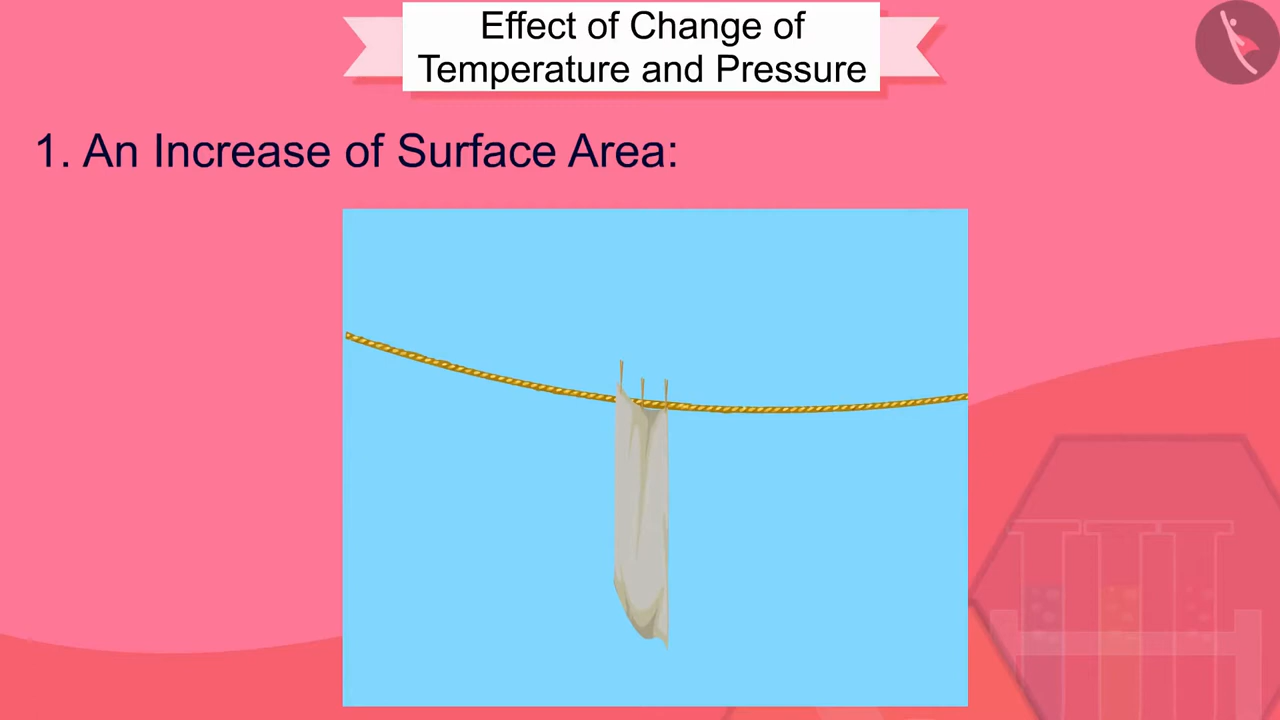 Effect of Change of
Temperature and Pressure
1. An Increase of Surface Area: